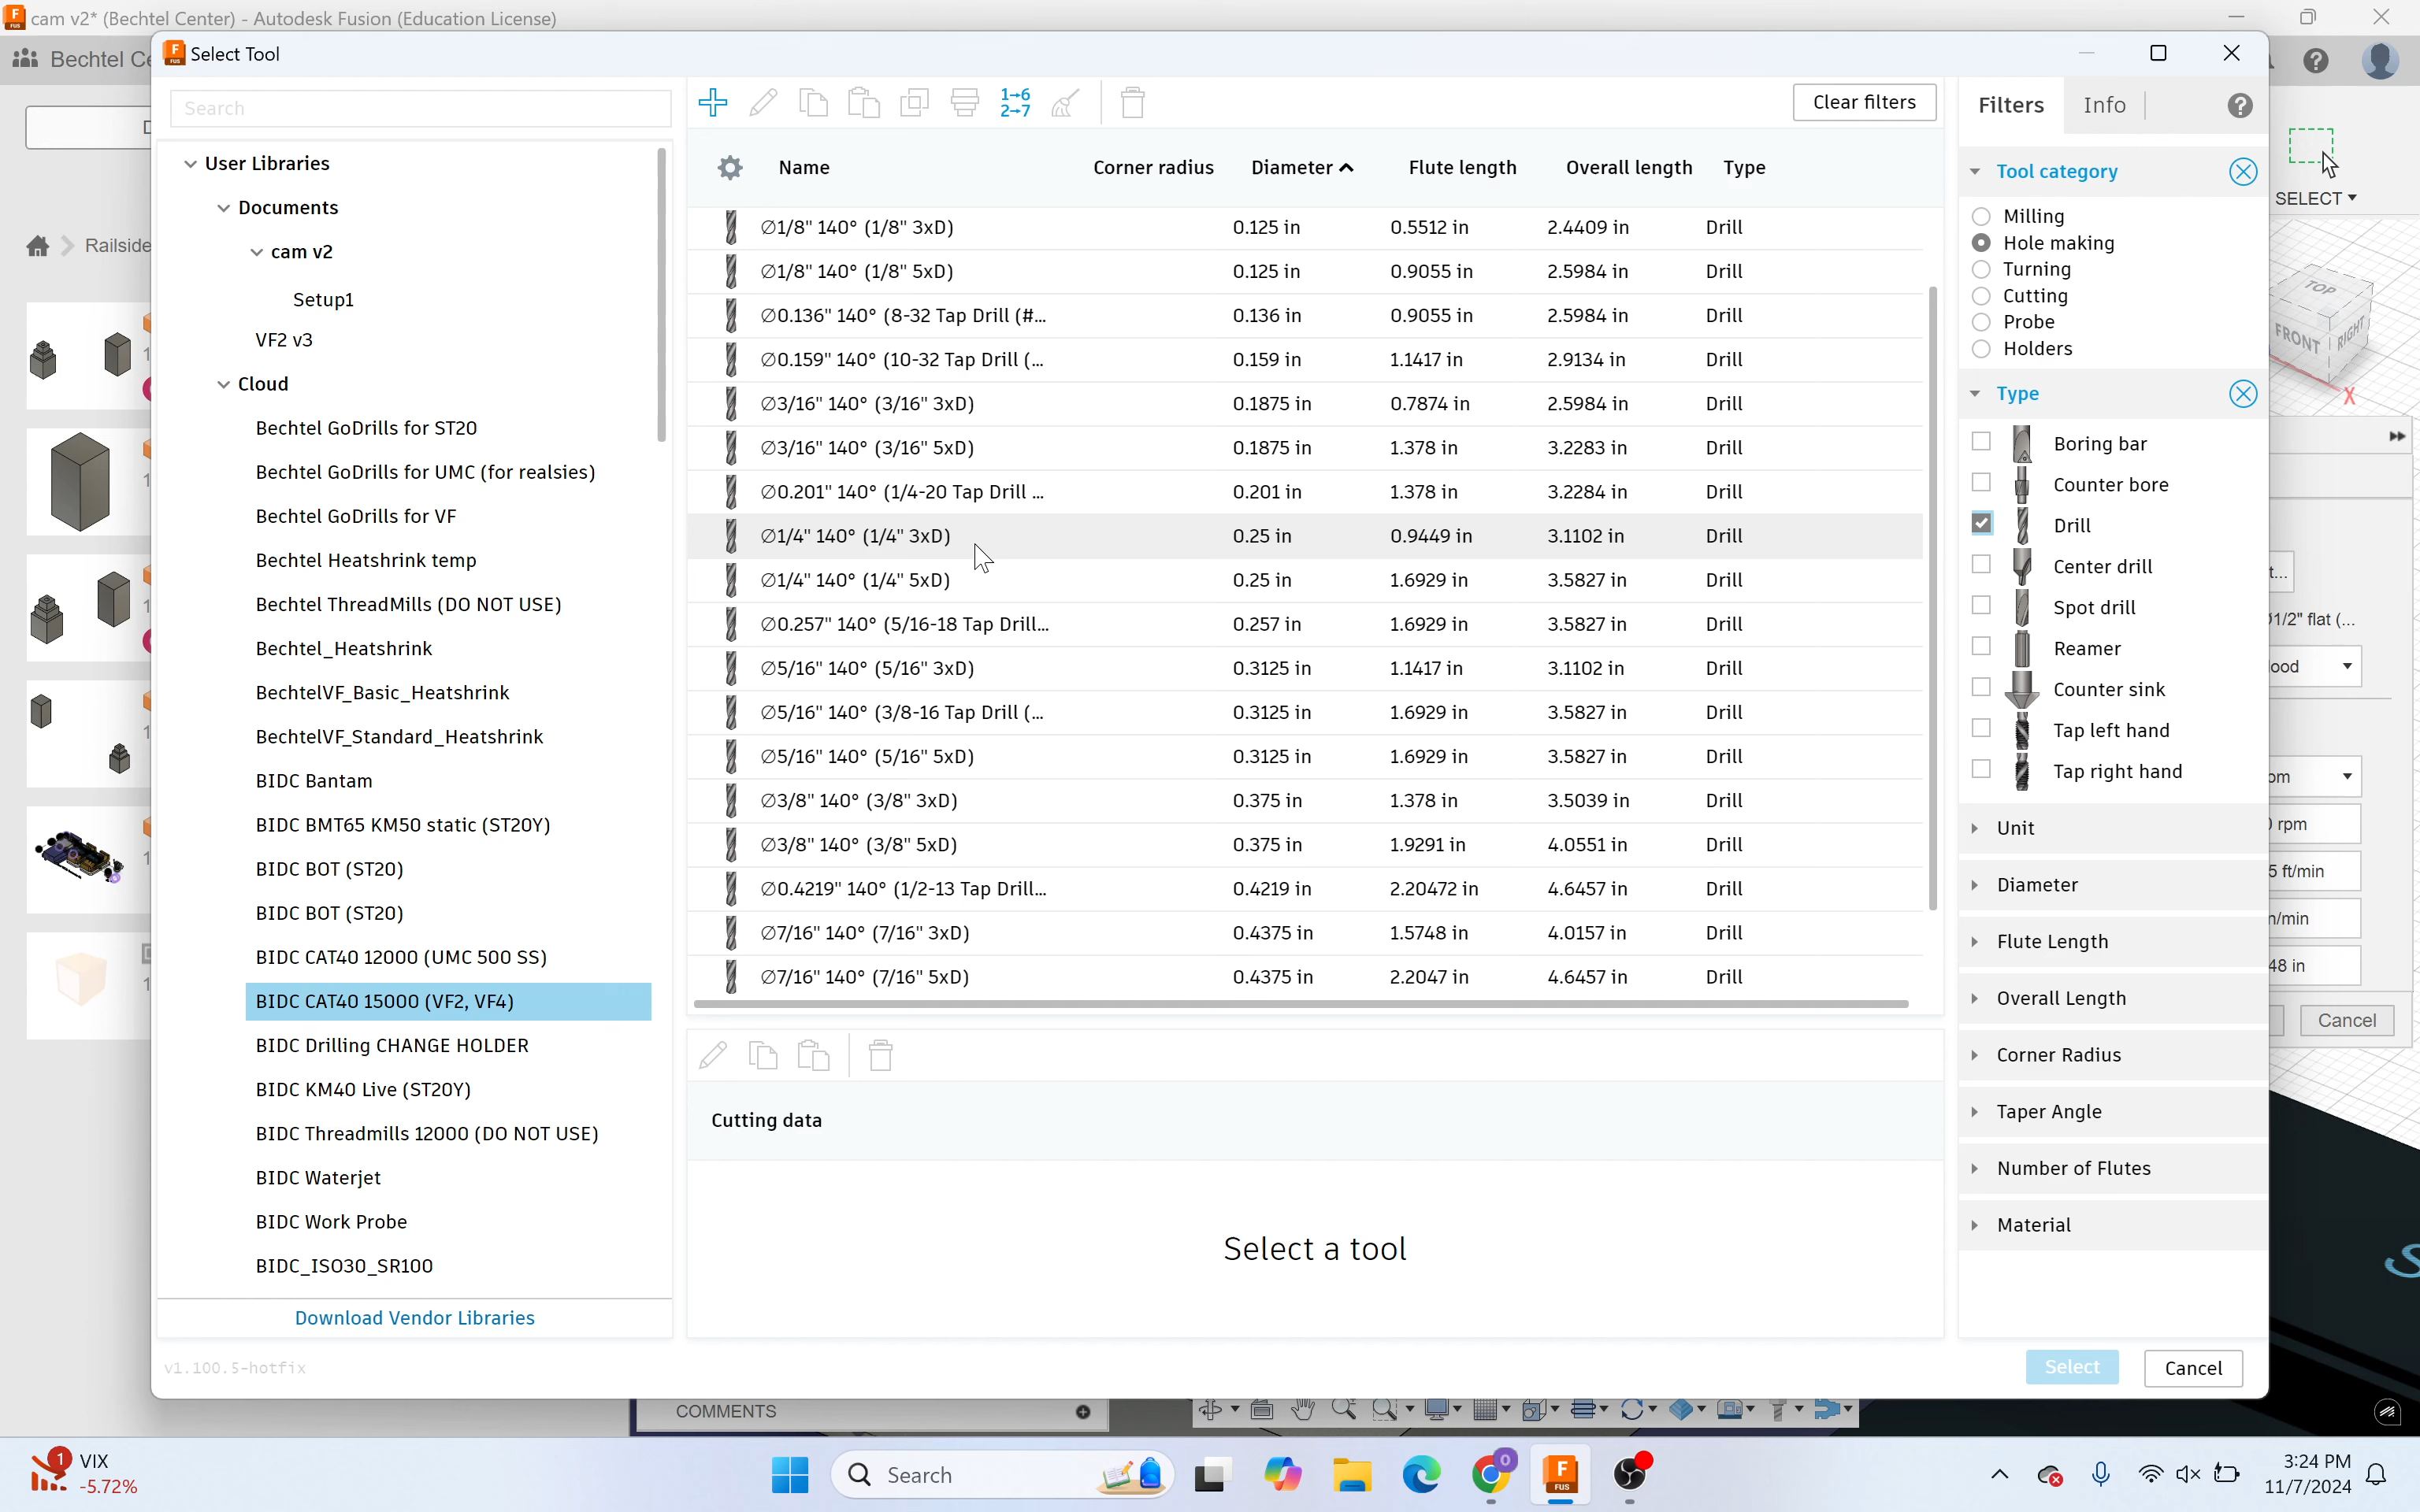 cam v2* (Bechtel Center) - Autodesk Fusion (Education License)
Bechtel
Select Tool
Search
Clear filters
Filters
Info
SELECT
Railside
User Libraries
Documents
cam v2
Setup1
VF2 v3
Cloud
Bechtel GoDrills for ST20
Bechtel GoDrills for UMC (for realsies)
Bechtel GoDrills for VF
Bechtel Heatshrink temp
Bechtel ThreadMills (DO NOT USE)
Bechtel_Heatshrink
BechtelVF_Basic_Heatshrink
BechtelVF_Standard_Heatshrink
BIDC Bantam
BIDC BMT65 KM50 static (ST20Y)
BIDC BOT (ST20)
BIDC BOT (ST20)
BIDC CAT40 12000 (UMC 500 SS)
BIDC CAT40 15000 (VF2, VF4)
BIDC Drilling CHANGE HOLDER
BIDC KM40 Live (ST20Y)
BIDC Threadmills 12000 (DO NOT USE)
BIDC Waterjet
BIDC Work Probe
BIDC_ISO30_SR100
Download Vendor Libraries
v1.100.5-hotfix
1→6
2→7
Name Corner radius Diameter Flute length Overall length Type
∅1/8" 140° (1/8" 3xD) 0.125 in 0.5512 in 2.4409 in Drill
∅1/8" 140° (1/8" 5xD) 0.125 in 0.9055 in 2.5984 in Drill
∅0.136" 140° (8-32 Tap Drill (#... 0.136 in 0.9055 in 2.5984 in Drill
∅0.159" 140° (10-32 Tap Drill (... 0.159 in 1.1417 in 2.9134 in Drill
∅3/16" 140° (3/16" 3xD) 0.1875 in 0.7874 in 2.5984 in Drill
∅3/16" 140° (3/16" 5xD) 0.1875 in 1.378 in 3.2283 in Drill
∅0.201" 140° (1/4-20 Tap Drill ... 0.201 in 1.378 in 3.2284 in Drill
∅1/4" 140° (1/4" 3xD) 0.25 in 0.9449 in 3.1102 in Drill
∅1/4" 140° (1/4" 5xD) 0.25 in 1.6929 in 3.5827 in Drill
∅0.257" 140° (5/16-18 Tap Drill... 0.257 in 1.6929 in 3.5827 in Drill
∅5/16" 140° (5/16" 3xD) 0.3125 in 1.1417 in 3.1102 in Drill
∅5/16" 140° (3/8-16 Tap Drill (... 0.3125 in 1.6929 in 3.5827 in Drill
∅5/16" 140° (5/16" 5xD) 0.3125 in 1.6929 in 3.5827 in Drill
∅3/8" 140° (3/8" 3xD) 0.375 in 1.378 in 3.5039 in Drill
∅3/8" 140° (3/8" 5xD) 0.375 in 1.9291 in 4.0551 in Drill
∅0.4219" 140° (1/2-13 Tap Drill... 0.4219 in 2.20472 in 4.6457 in Drill
∅7/16" 140° (7/16" 3xD) 0.4375 in 1.5748 in 4.0157 in Drill
∅7/16" 140° (7/16" 5xD) 0.4375 in 2.2047 in 4.6457 in Drill
Cutting data
Select a tool
Tool category
Milling
Hole making
Turning
Cutting
Probe
Holders
Type
Boring bar
Counter bore
Drill
Center drill
Spot drill
Reamer
Counter sink
Tap left hand
Tap right hand
Unit
Diameter
Flute Length
Overall Length
Corner Radius
Taper Angle
Number of Flutes
Material
Select
Cancel
TOP
FRONT
RIGHT
X
t...
1/2" flat (...
rpm
5 ft/min
48 in
Cancel
COMMENTS
1
VIX
-5.72%
Search
3:24 PM
11/7/2024